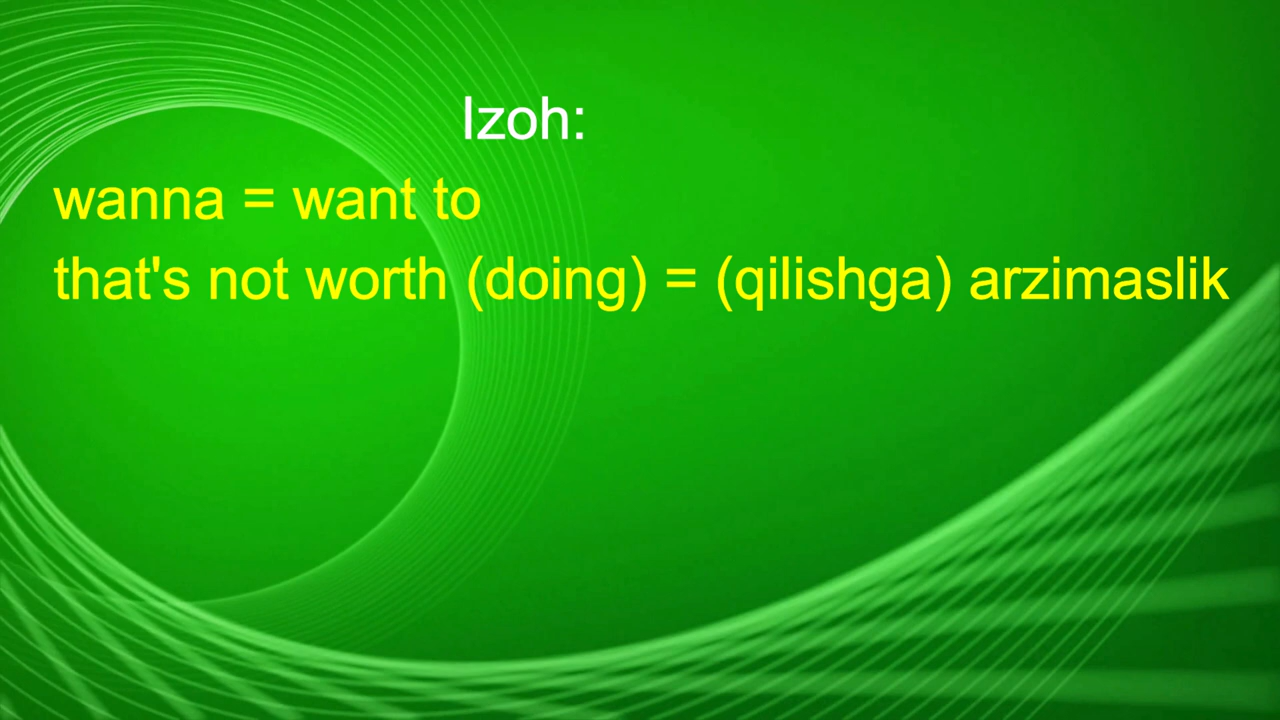 Izoh:
wanna = want to
that's not worth (doing) = (qilishga) arzimaslik